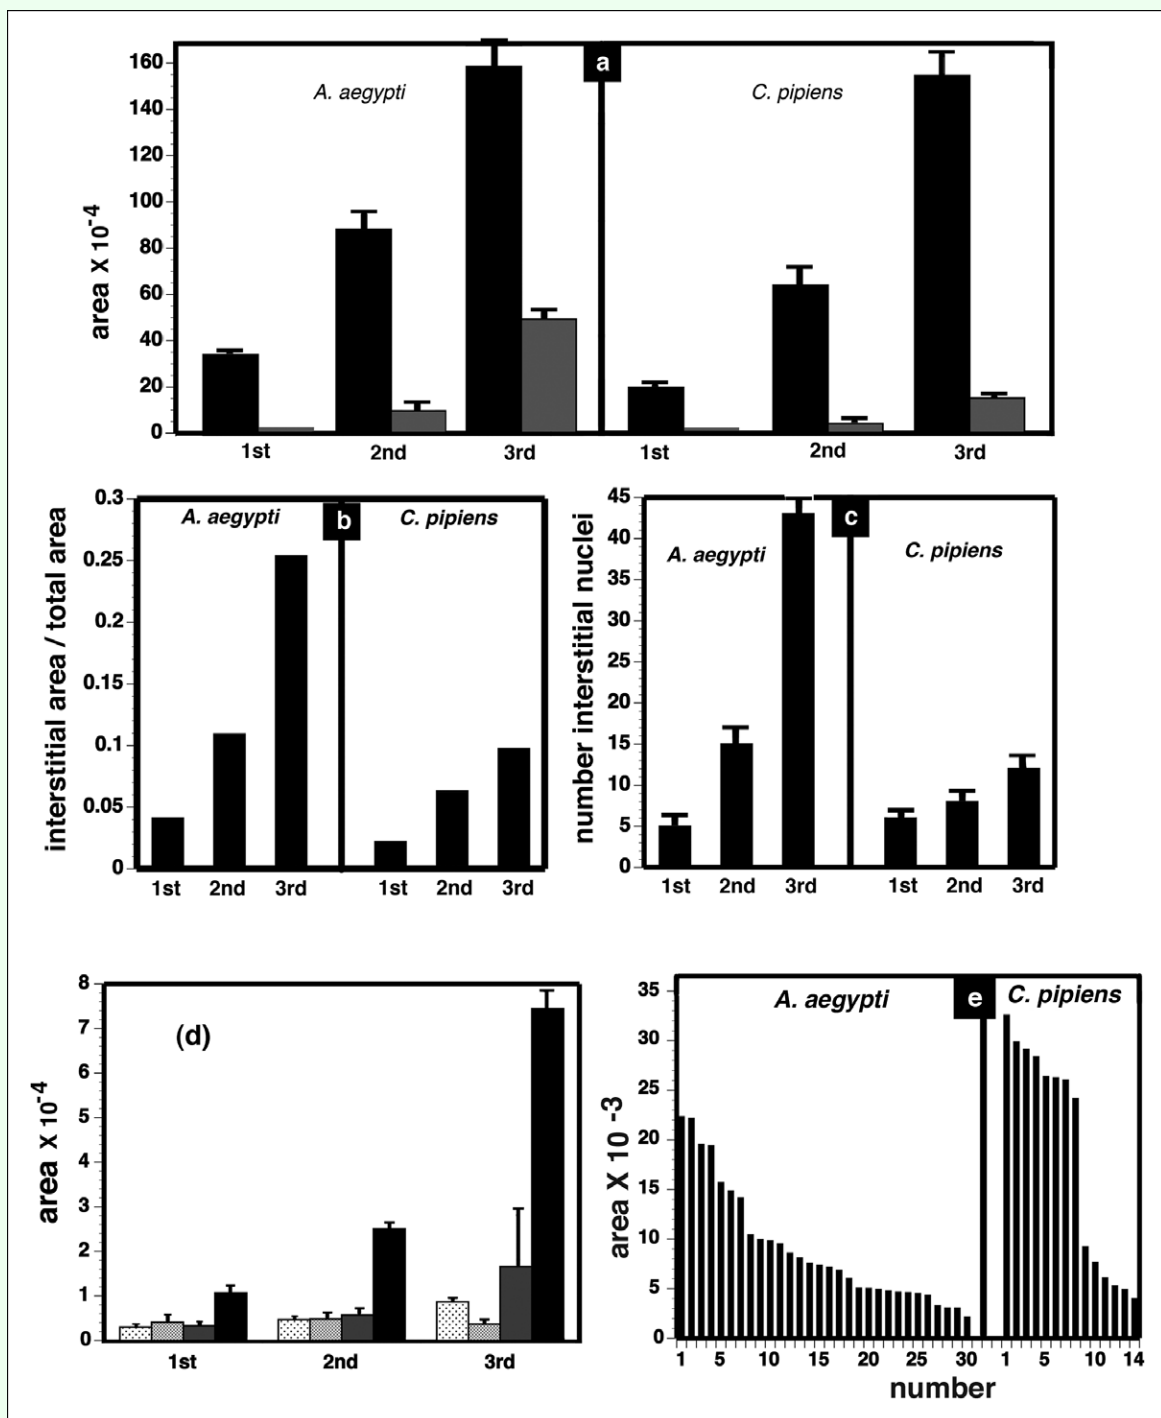 a
A. aegypti
C. pipiens
area X 10-4
160
140
120
100
80
60
40
20
0
1st 2nd 3rd 1st 2nd 3rd
b
A. aegypti
C. pipiens
interstitial area / total area
0.3
0.25
0.2
0.15
0.1
0.05
0
1st 2nd 3rd 1st 2nd 3rd
c
A. aegypti
C. pipiens
number interstitial nuclei
45
40
35
30
25
20
15
10
5
0
1st 2nd 3rd 1st 2nd 3rd
(d)
area X 10-4
8
7
6
5
4
3
2
1
0
1st 2nd 3rd
e
A. aegypti
C. pipiens
area X 10 -3
35
30
25
20
15
10
5
0
1 5 10 15 20 25 30 1 5 10 14
number